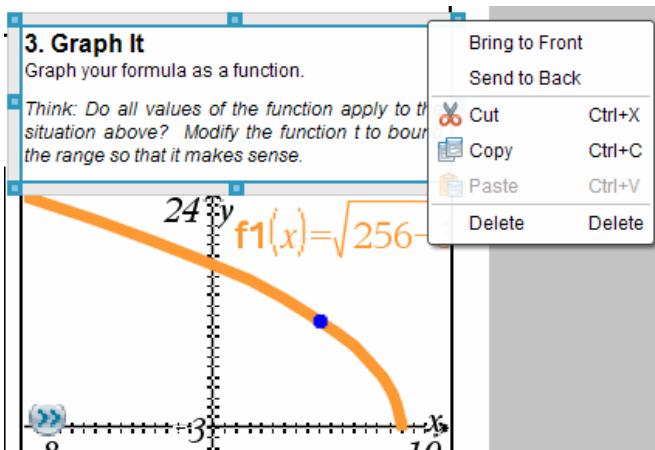 3. Graph It
Graph your formula as a function.
Think: Do all values of the function apply to
situation above? Modify the function t to
the range so that it makes sense.
Bring to Front
Send to Back
Cut Ctrl+X
Copy Ctrl+C
Paste Ctrl+V
Delete Delete
24 y
f1(x)=√256-
-3
x
10